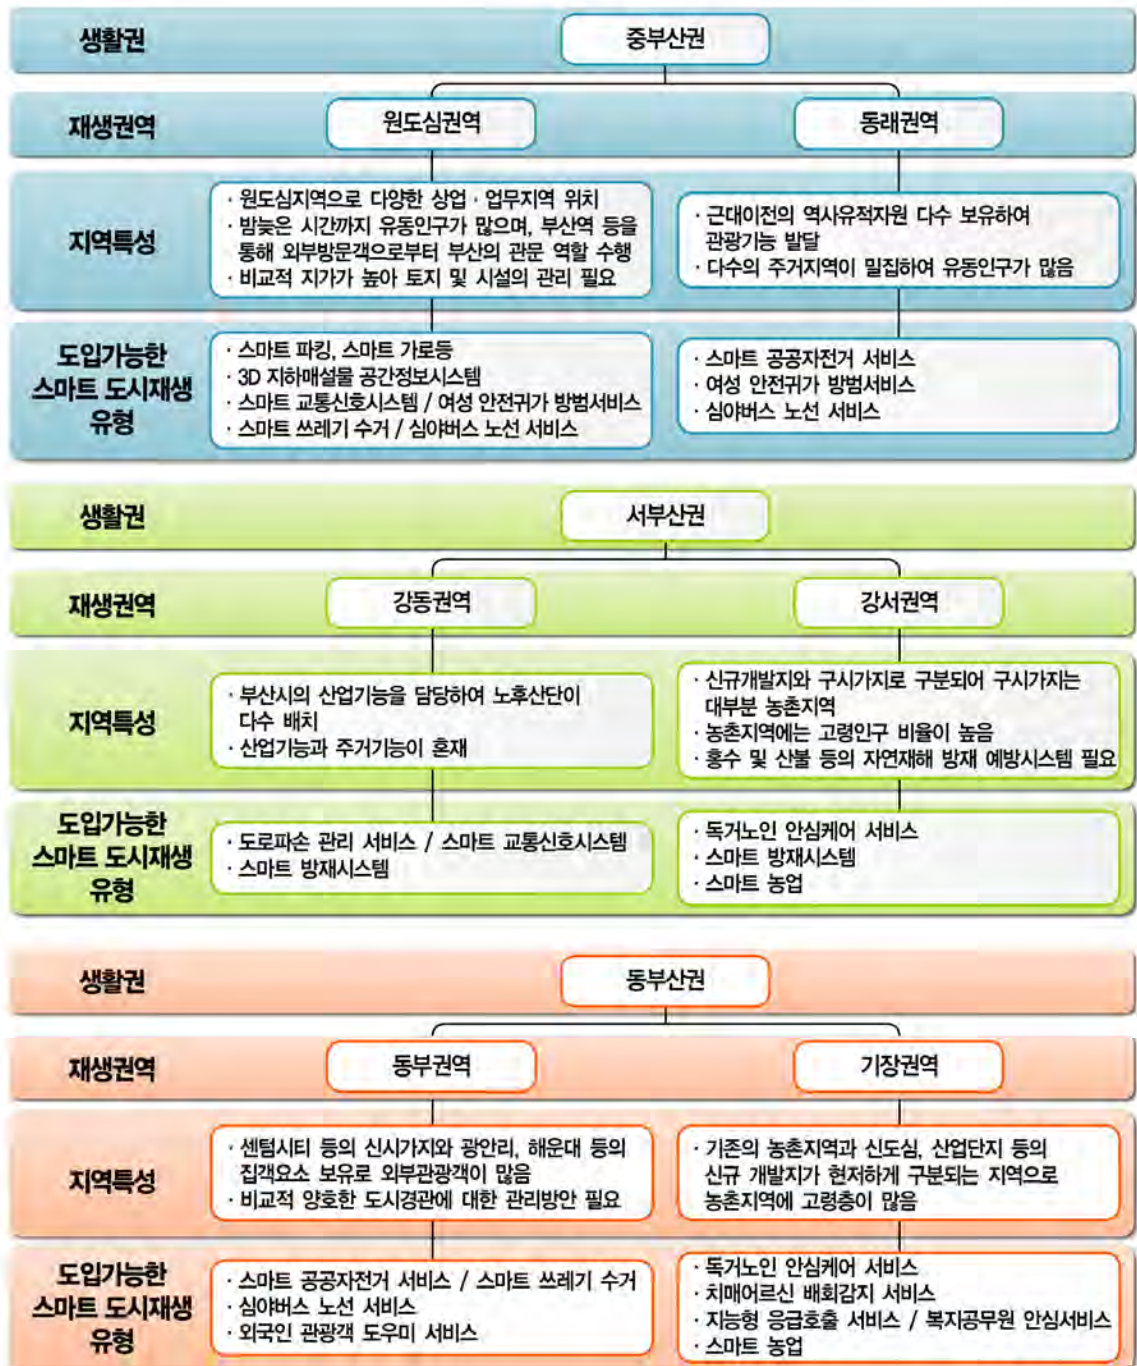 생활권
중부산권
재생권역
원도심권역
동래권역
지역특성
· 원도심지역으로 다양한 상업 · 업무지역 위치
· 밤늦은 시간까지 유동인구가 많으며, 부산역 등을
통해 외부방문객으로부터 부산의 관문 역할 수행
· 비교적 지가가 높아 토지 및 시설의 관리 필요
· 근대이전의 역사유적자원 다수 보유하여
관광기능 발달
· 다수의 주거지역이 밀집하여 유동인구가 많음
도입가능한
스마트 도시재생
유형
· 스마트 파킹, 스마트 가로등
· 3D 지하매설물 공간정보시스템
· 스마트 교통신호시스템 / 여성 안전귀가 방범서비스
· 스마트 쓰레기 수거 / 심야버스 노선 서비스
· 스마트 공공자전거 서비스
· 여성 안전귀가 방범서비스
· 심야버스 노선 서비스
생활권
서부산권
재생권역
강동권역
강서권역
지역특성
· 부산시의 산업기능을 담당하여 노후산단이
다수 배치
· 산업기능과 주거기능이 혼재
· 신규개발지와 구시가지로 구분되어 구시가지는
대부분 농촌지역
· 농촌지역에는 고령인구 비율이 높음
· 홍수 및 산불 등의 자연재해 방재 예방시스템 필요
도입가능한
스마트 도시재생
유형
· 도로파손 관리 서비스 / 스마트 교통신호시스템
· 스마트 방재시스템
· 독거노인 안심케어 서비스
· 스마트 방재시스템
· 스마트 농업
생활권
동부산권
재생권역
동부권역
기장권역
지역특성
· 센텀시티 등의 신시가지와 광안리, 해운대 등의
집객요소 보유로 외부관광객이 많음
· 비교적 양호한 도시경관에 대한 관리방안 필요
· 기존의 농촌지역과 신도심, 산업단지 등의
신규 개발지가 현저하게 구분되는 지역으로
농촌지역에 고령층이 많음
도입가능한
스마트 도시재생
유형
· 스마트 공공자전거 서비스 / 스마트 쓰레기 수거
· 심야버스 노선 서비스
· 외국인 관광객 도우미 서비스
· 독거노인 안심케어 서비스
· 치매어르신 배회감지 서비스
· 지능형 응급호출 서비스 / 복지공무원 안심서비스
· 스마트 농업